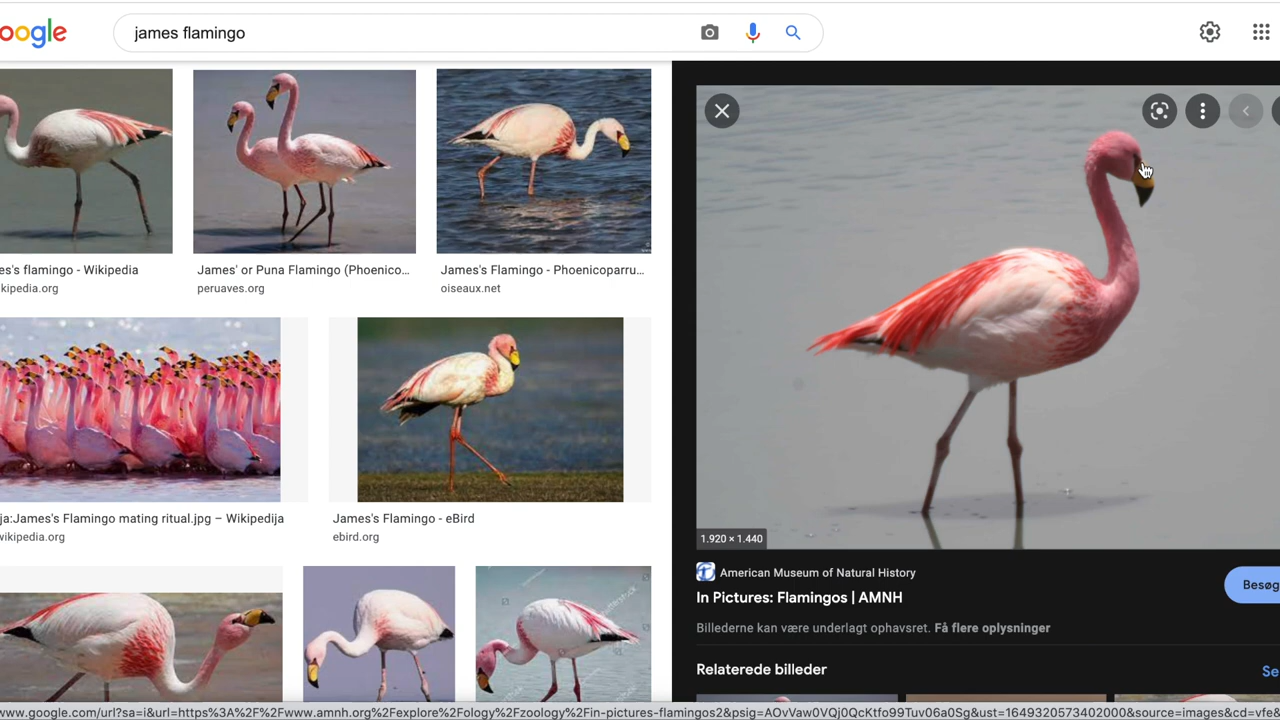 oogle
james flamingo
es's flamingo - Wikipedia
kipedia.org
James' or Puna Flamingo (Phoenico...
peruaves.org
James's Flamingo - Phoenicoparru...
oiseaux.net
ja:James's Flamingo mating ritual.jpg – Wikipedija
wikipedia.org
James's Flamingo - eBird
ebird.org
1.920 × 1.440
American Museum of Natural History
In Pictures: Flamingos | AMNH
Besøg
Billederne kan være underlagt ophavsret. Få flere oplysninger
Relaterede billeder
Se
www.google.com/url?sa=i&url=https%3A%2F%2Fwww.amnh.org%2Fexplore%2Fology%2Fzoology%2Fin-pictures-flamingos2&psig=AOvVaw0VQj0QcKtfo99Tuv06a0Sg&ust=1649320573402000&source=images&cd=vfe&